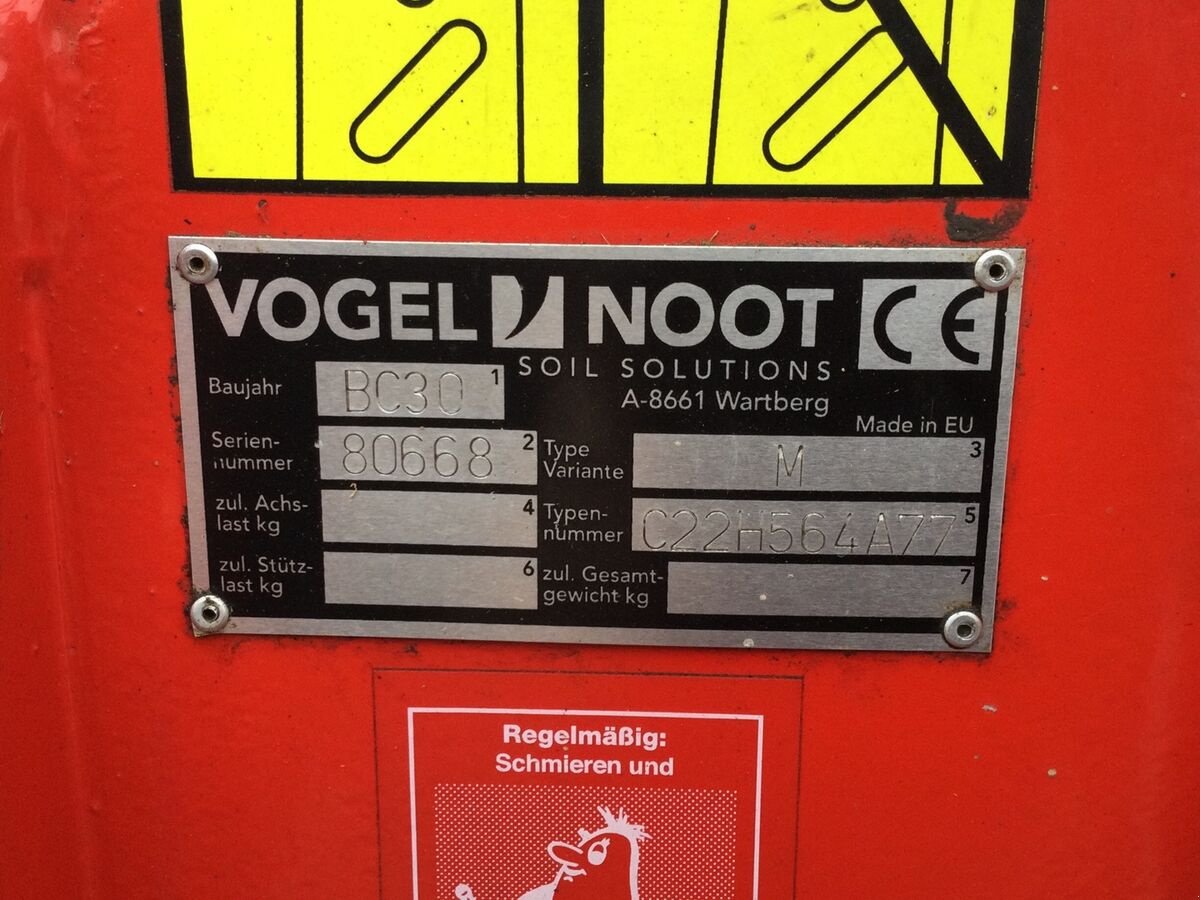 VOGEL NOOT CE
SOIL SOLUTIONS
A-8661 Wartberg
Made in EU
Baujahr BC30 1
Serien-
nummer 80668 2
Type
Variante M 3
zul. Achs-
last kg 4
Typen-
nummer C22H564A77 5
zul. Stütz-
last kg 6
zul. Gesamt-
gewicht kg 7
Regelmäßig:
Schmieren und